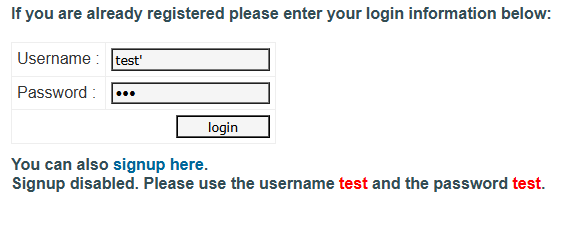 If you are already registered please enter your login information below:
Username : test'
Password : •••
login
You can also signup here.
Signup disabled. Please use the username test and the password test.